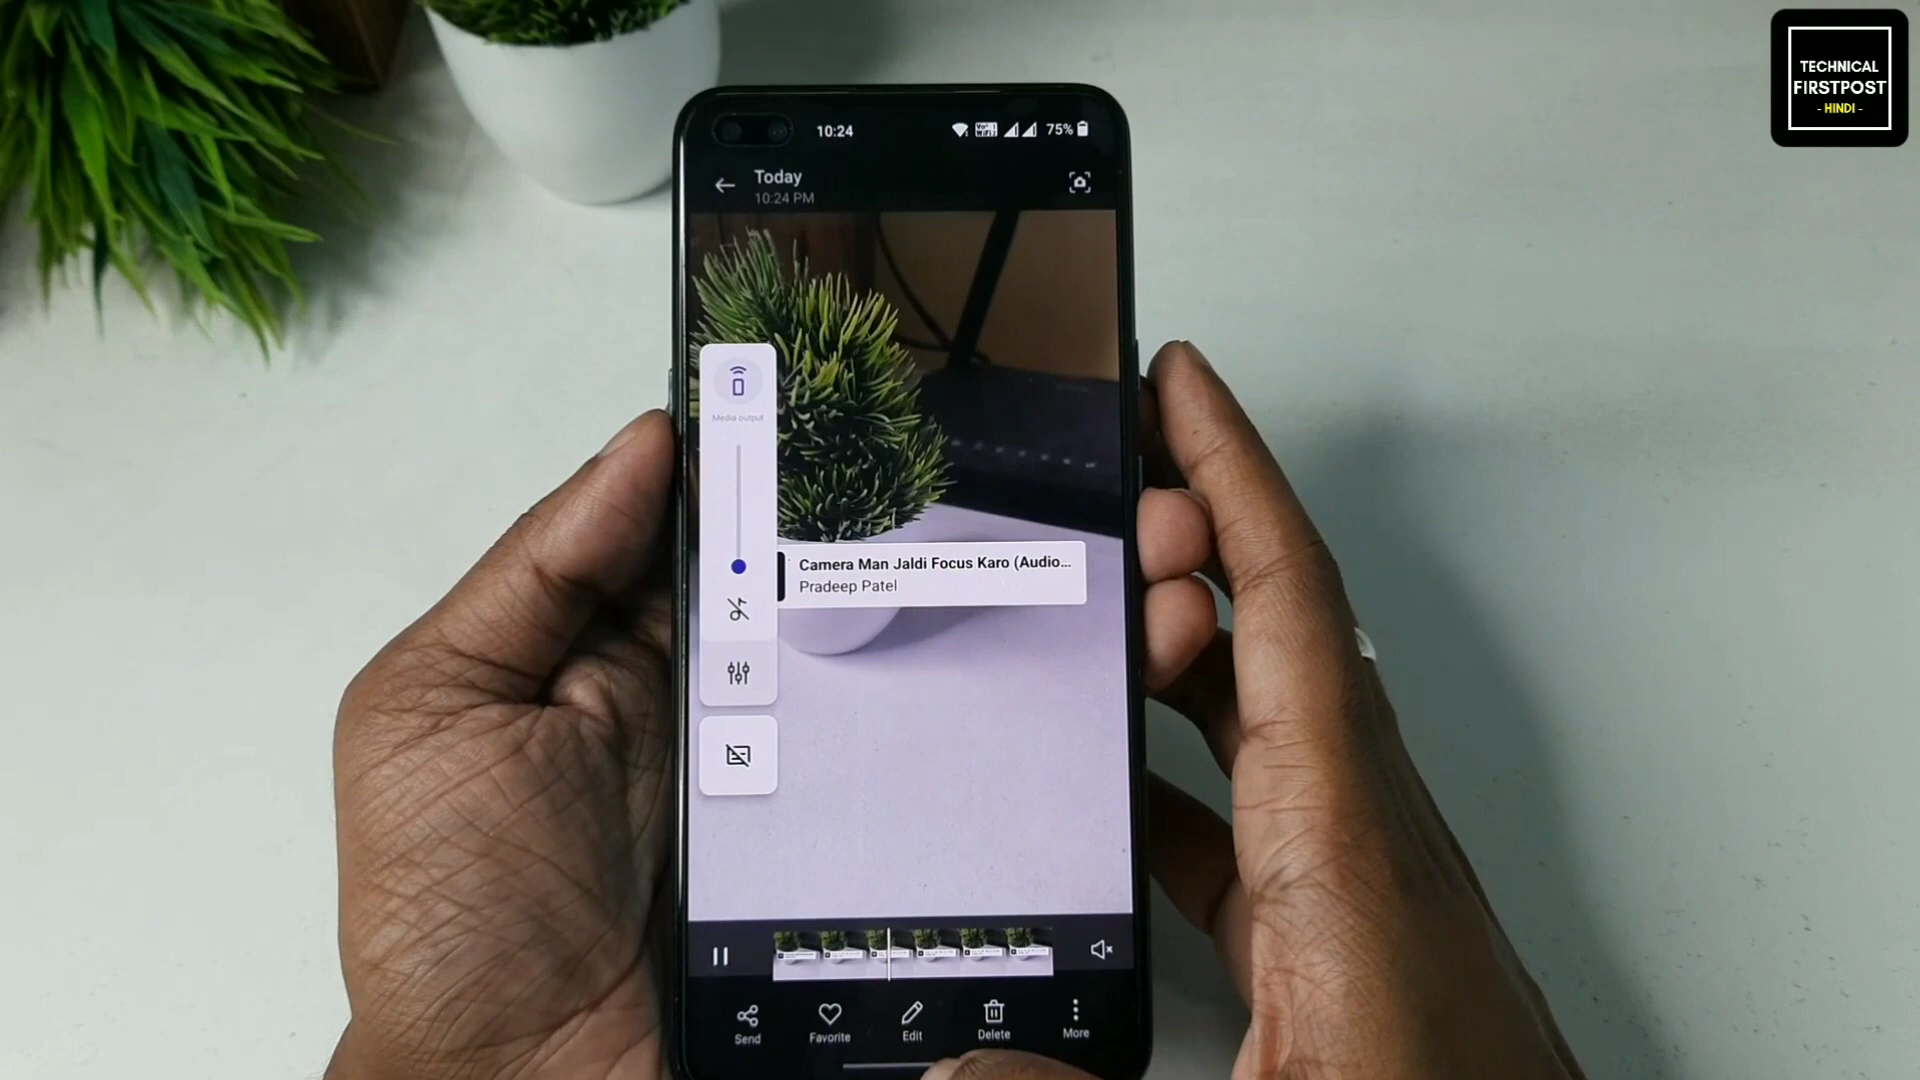 TECHNICAL
FIRSTPOST
- HINDI -
10:24
75%
Today
10:24 PM
Media output
Camera Man Jaldi Focus Karo (Audio...
Pradeep Patel
Send
Favorite
Edit
Delete
More